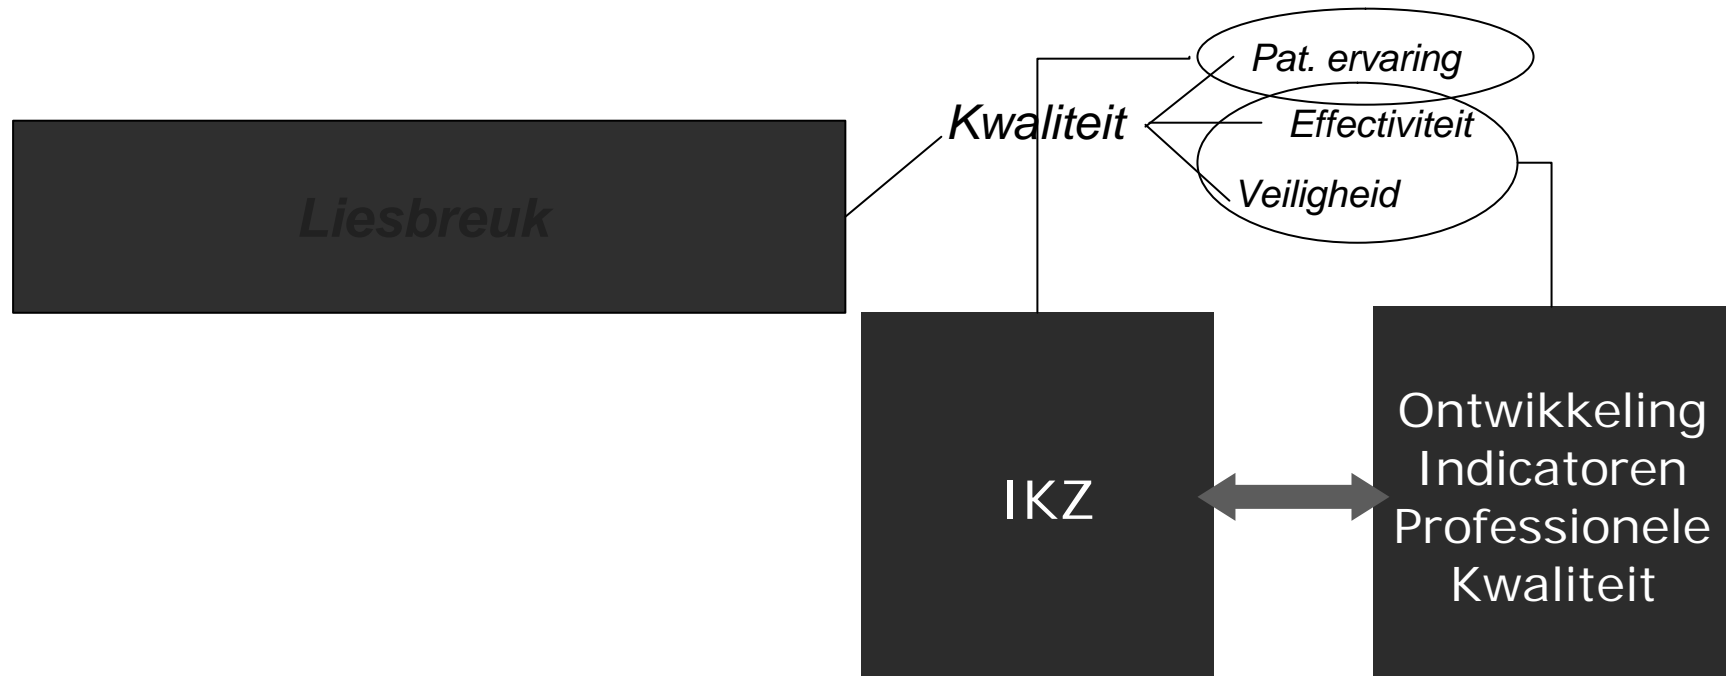 Pat. ervaring
Kwaliteit
Effectiviteit
Veiligheid
Liesbreuk
IKZ
Ontwikkeling
Indicatoren
Professionele
Kwaliteit